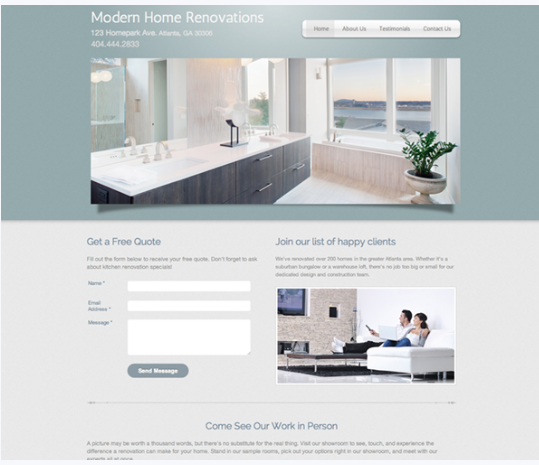 Modern Home Renovations
123 Homepark Ave. Atlanta, GA 30306
404.444.2833
Home About Us Testimonials Contact Us
Get a Free Quote
Fill out the form below to receive your free quote. Don't forget to ask
about kitchen renovation specials!
Name *
Email
Address *
Message *
Send Message
Join our list of happy clients
We've renovated over 200 homes in the greater Atlanta area. Whether it's a
suburban bungalow or a warehouse loft, there's no job too big or small for our
dedicated design and construction team.
Come See Our Work in Person
A picture may be worth a thousand words, but there's no substitute for the real thing. Visit our showroom to see, touch, and experience the
difference a renovation can make for your home. Stand in our sample rooms, pick out your options right in our showroom, and meet with our